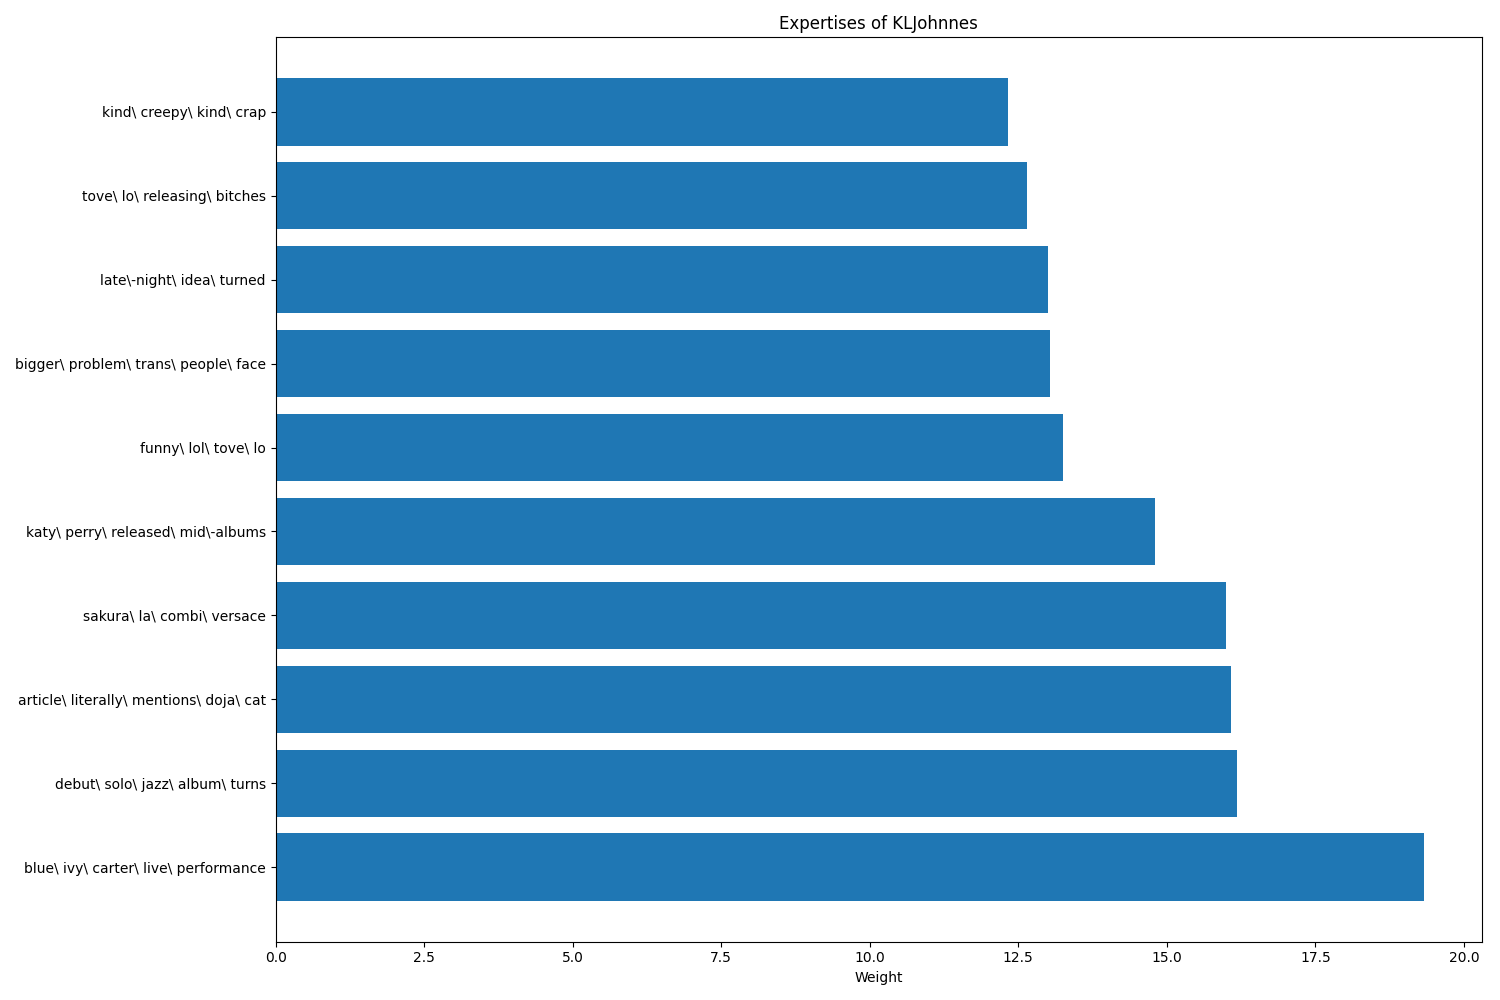 Expertises of KLJohnnes
kind\ creepy\ kind\ crap
tove\ lo\ releasing\ bitches
late\-night\ idea\ turned
bigger\ problem\ trans\ people\ face
funny\ lol\ tove\ lo
katy\ perry\ released\ mid\-albums
sakura\ la\ combi\ versace
article\ literally\ mentions\ doja\ cat
debut\ solo\ jazz\ album\ turns
blue\ ivy\ carter\ live\ performance
0.0 2.5 5.0 7.5 10.0 12.5 15.0 17.5 20.0
Weight